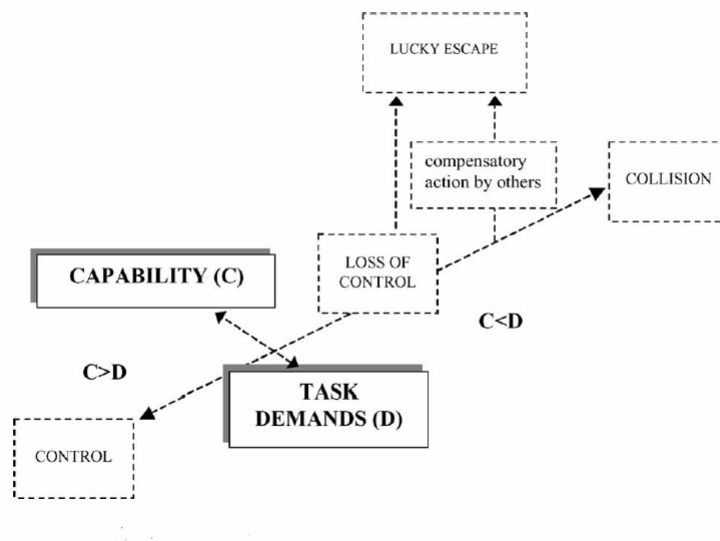 LUCKY ESCAPE
compensatory
action by others
COLLISION
LOSS OF
CONTROL
CAPABILITY (C)
C<D
C>D
TASK
DEMANDS (D)
CONTROL